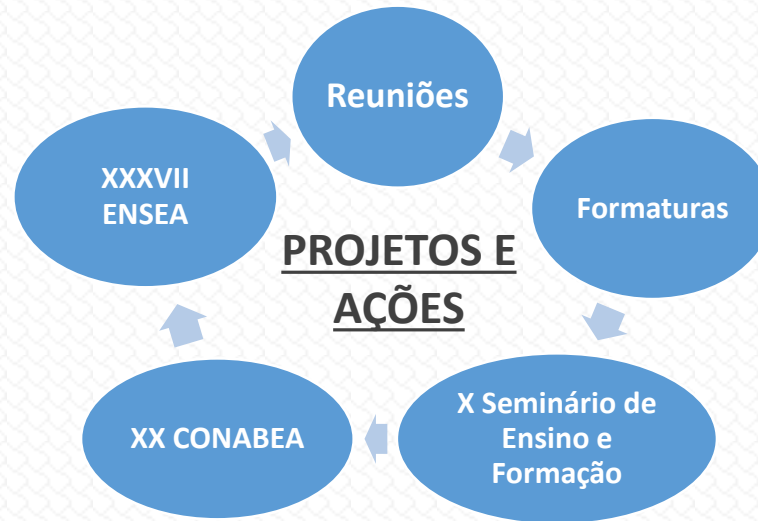 Reuniões
Formaturas
X Seminário de
Ensino e
Formação
XX CONABEA
XXXVII
ENSEA
PROJETOS E
AÇÕES